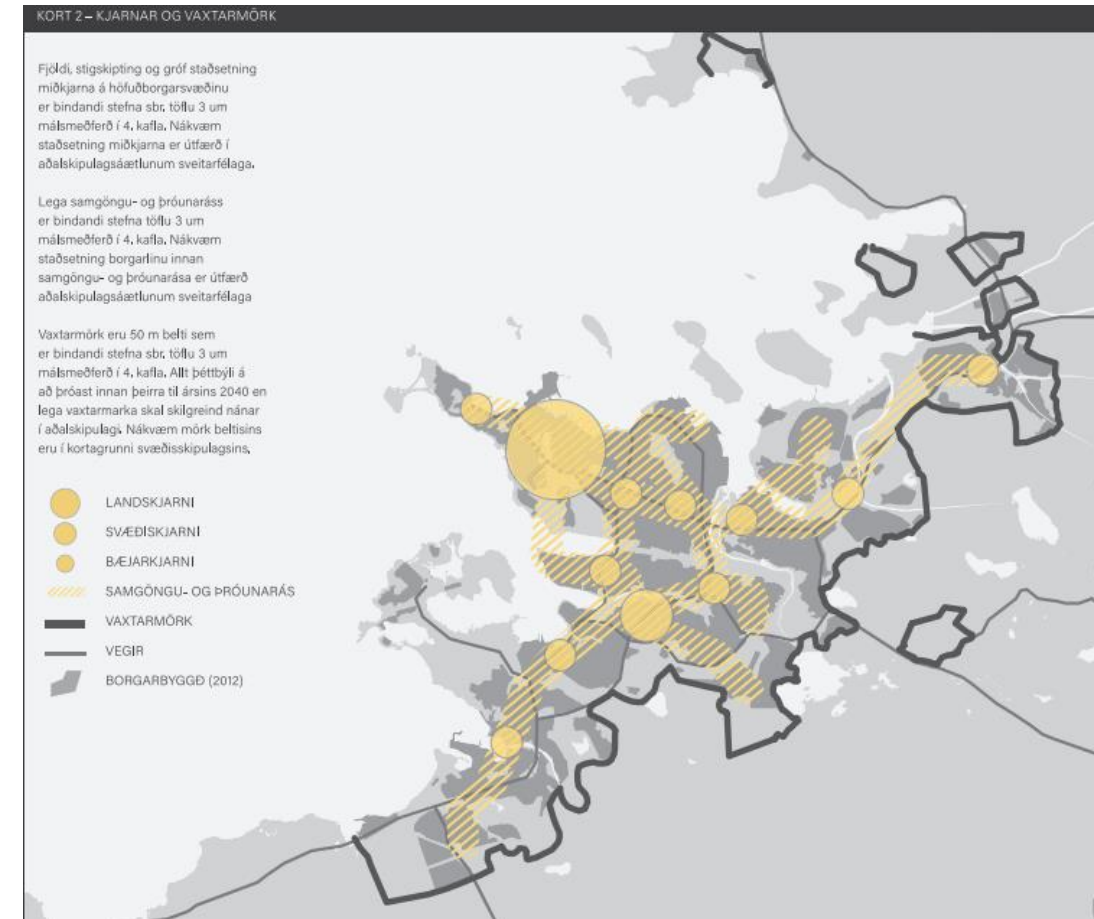 KORT 2 – KJARNAR OG VAXTARMÖRK
Fjöldi, stigskipting og gróf staðsetning
miðkjarna á höfuðborgarsvæðinu
er bindandi stefna sbr. töflu 3 um
málsmeðferð í 4. kafla. Nákvæm
staðsetning miðkjarna er útfærð í
aðalskipulagsáætlunum sveitarfélaga.
Lega samgöngu- og þróunaráss
er bindandi stefna töflu 3 um
málsmeðferð í 4. kafla. Nákvæm
staðsetning borgarlínu innan
samgöngu- og þróunarása er útfærð
aðalskipulagsáætlunum sveitarfélaga
Vaxtarmörk eru 50 m belti sem
er bindandi stefna sbr. töflu 3 um
málsmeðferð í 4. kafla. Allt þéttbýli á
að þróast innan þeirra til ársins 2040 en
lega vaxtarmarka skal skilgreind nánar
í aðalskipulagi. Nákvæm mörk beltisins
eru í kortagrunni svæðisskipulagsins.
LANDSKJARNI
SVÆÐISKJARNI
BÆJARKJARNI
SAMGÖNGU- OG ÞRÓUNARÁS
VAXTARMÖRK
VEGIR
BORGARBYGGÐ (2012)